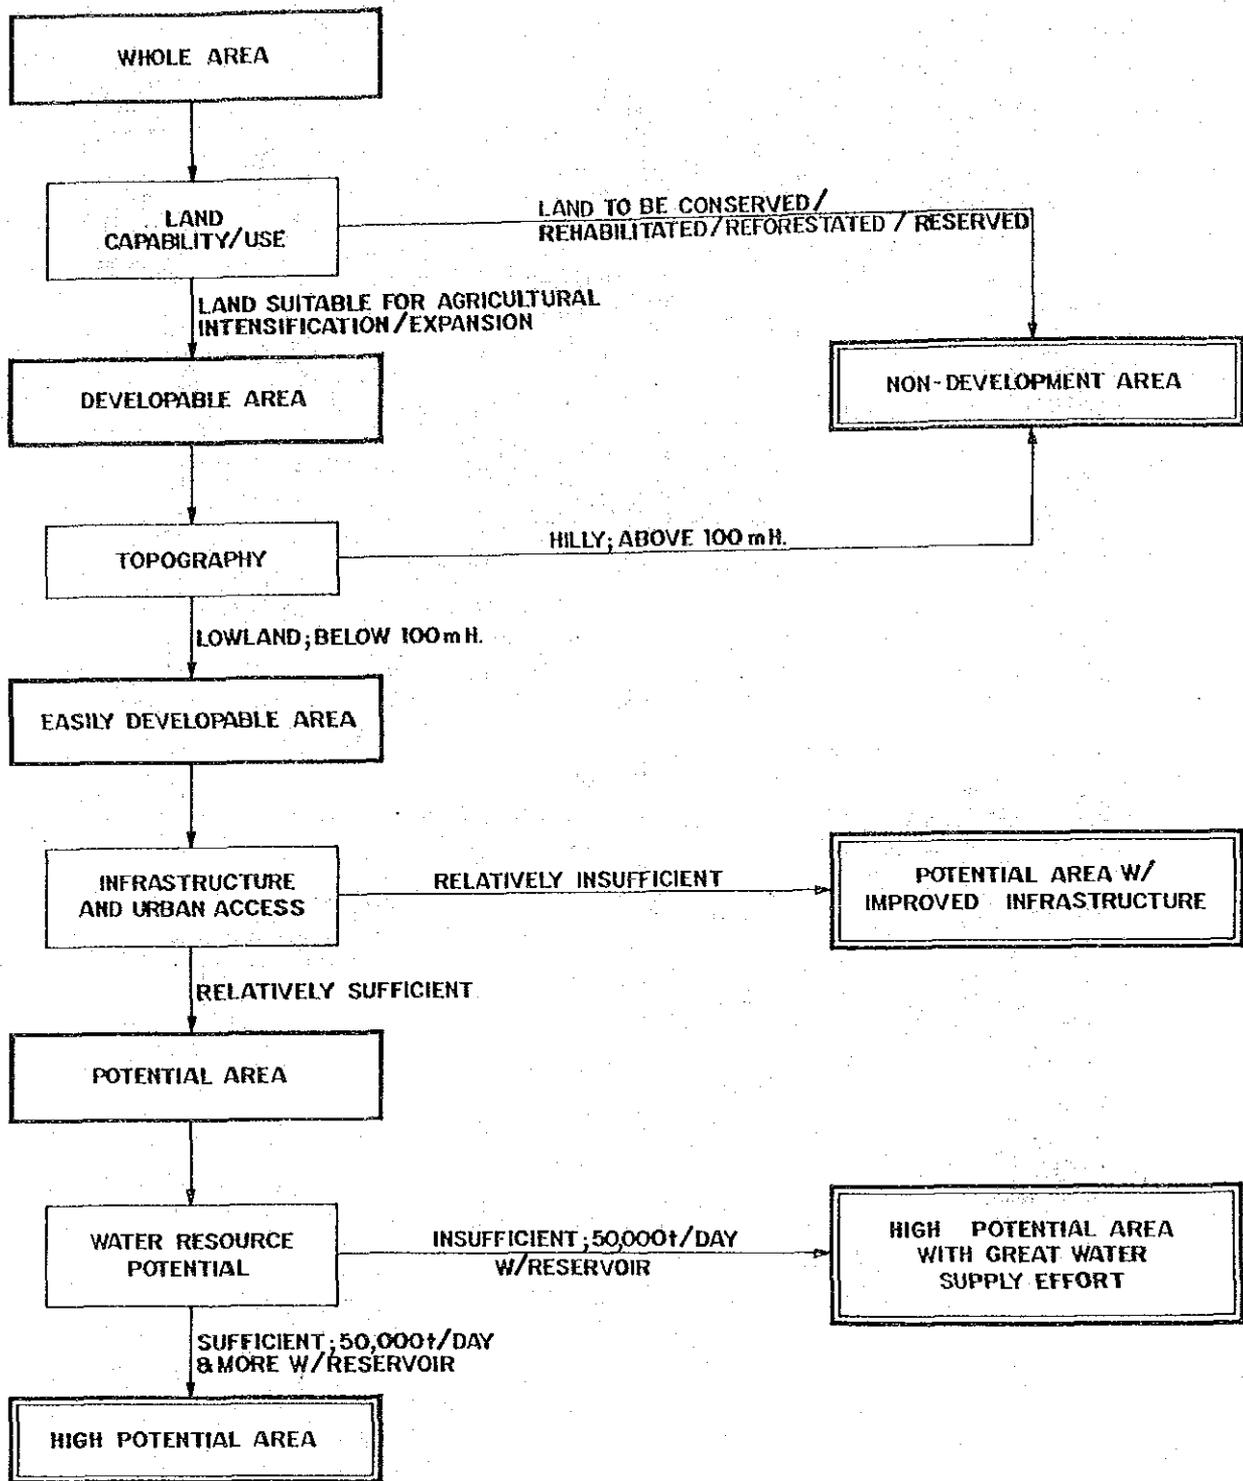 WHOLE AREA
LAND
CAPABILITY/USE
LAND TO BE CONSERVED/
REHABILITATED/REFORESTATED/RESERVED
LAND SUITABLE FOR AGRICULTURAL
INTENSIFICATION/EXPANSION
DEVELOPABLE AREA
NON-DEVELOPMENT AREA
TOPOGRAPHY
HILLY; ABOVE 100 mH.
LOWLAND; BELOW 100 mH.
EASILY DEVELOPABLE AREA
INFRASTRUCTURE
AND URBAN ACCESS
RELATIVELY INSUFFICIENT
POTENTIAL AREA W/
IMPROVED INFRASTRUCTURE
RELATIVELY SUFFICIENT
POTENTIAL AREA
WATER RESOURCE
POTENTIAL
INSUFFICIENT; 50,000t/DAY
W/RESERVOIR
HIGH POTENTIAL AREA
WITH GREAT WATER
SUPPLY EFFORT
SUFFICIENT; 50,000t/DAY
& MORE W/RESERVOIR
HIGH POTENTIAL AREA